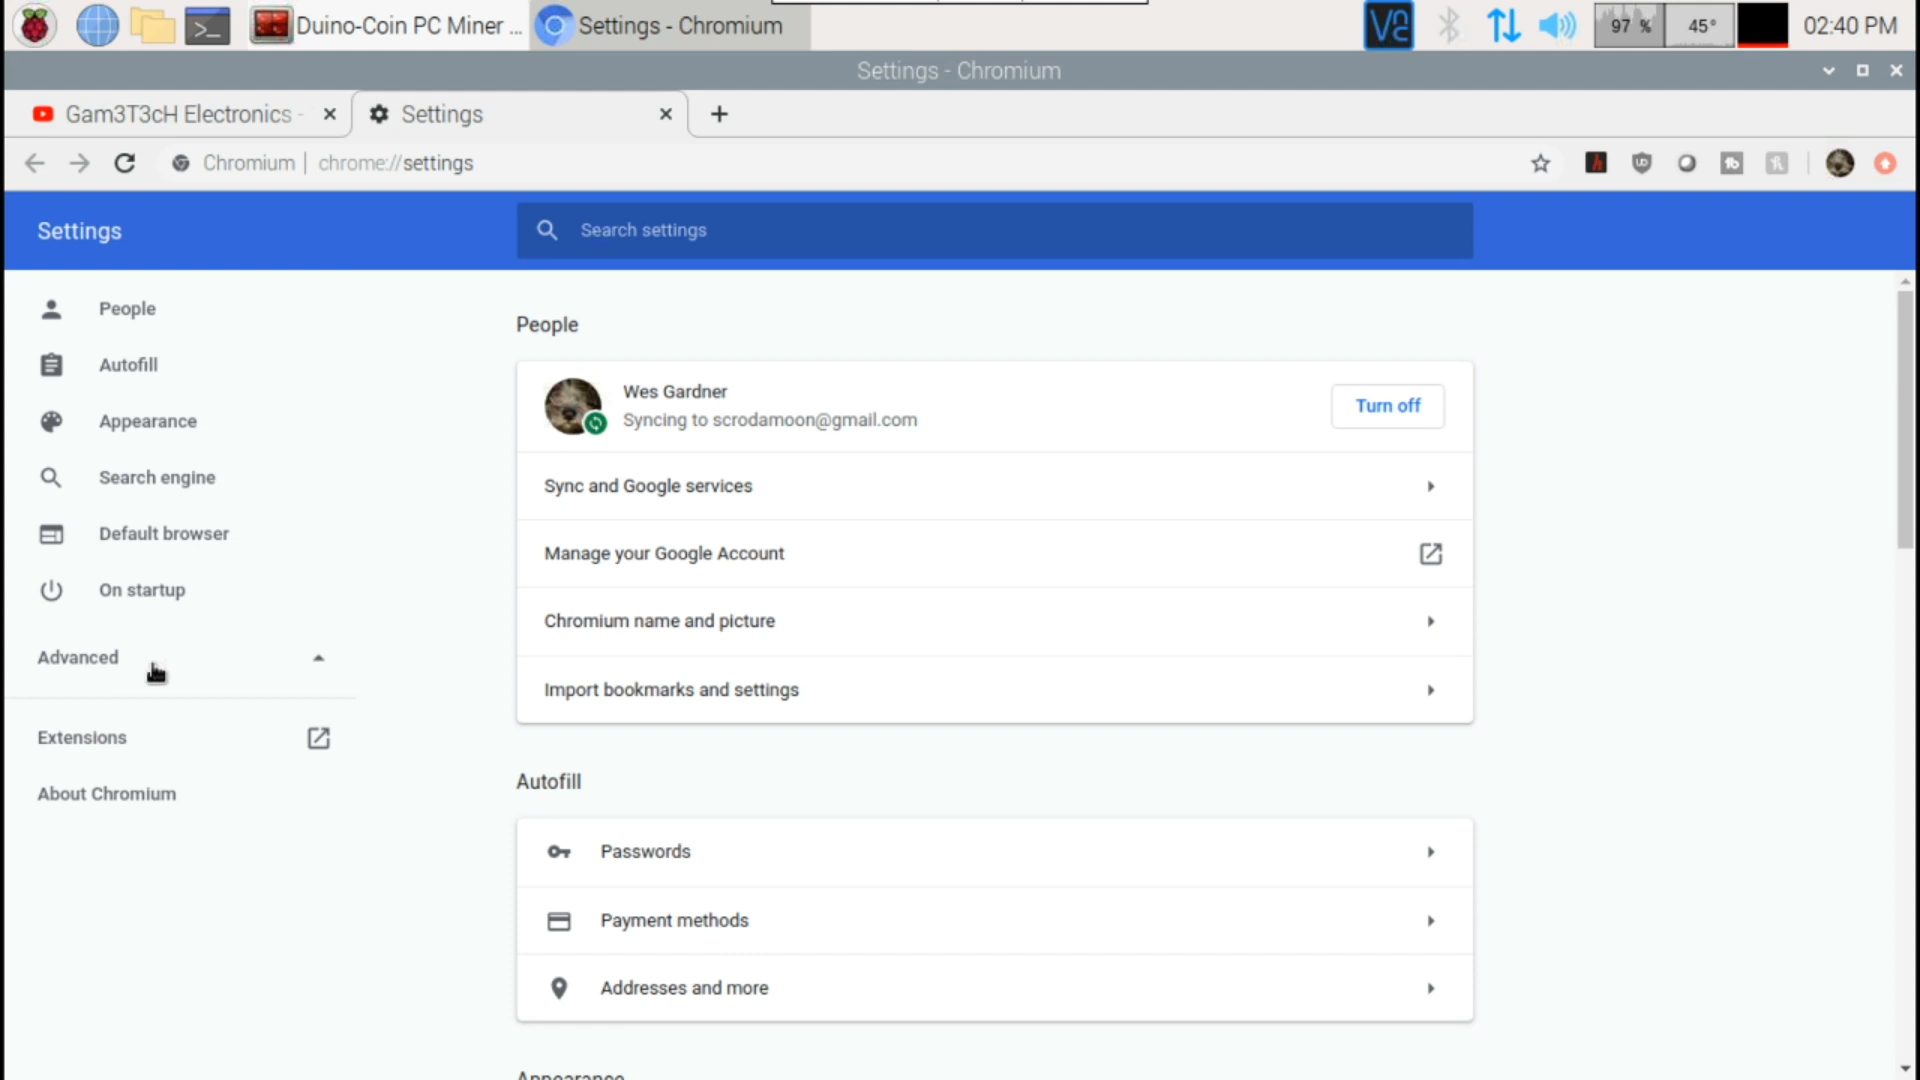 Duino-Coin PC Miner ...
Settings - Chromium
97 %
45°
02:40 PM
Settings - Chromium
Gam3T3cH Electronics -
Settings
Chromium | chrome://settings
Settings
Search settings
People
Autofill
Appearance
Search engine
Default browser
On startup
Advanced
Extensions
About Chromium
People
Wes Gardner
Syncing to scrodamoon@gmail.com
Turn off
Sync and Google services
Manage your Google Account
Chromium name and picture
Import bookmarks and settings
Autofill
Passwords
Payment methods
Addresses and more
Appearance